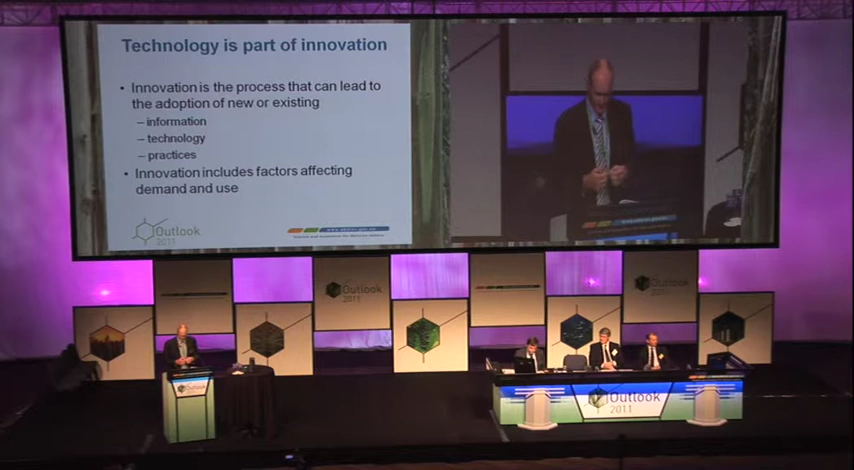 Technology is part of innovation
• Innovation is the process that can lead to
the adoption of new or existing
– information
– technology
– practices
• Innovation includes factors affecting
demand and use
Outlook
2011
Outlook
2011
Outlook
2011
Outlook
2011